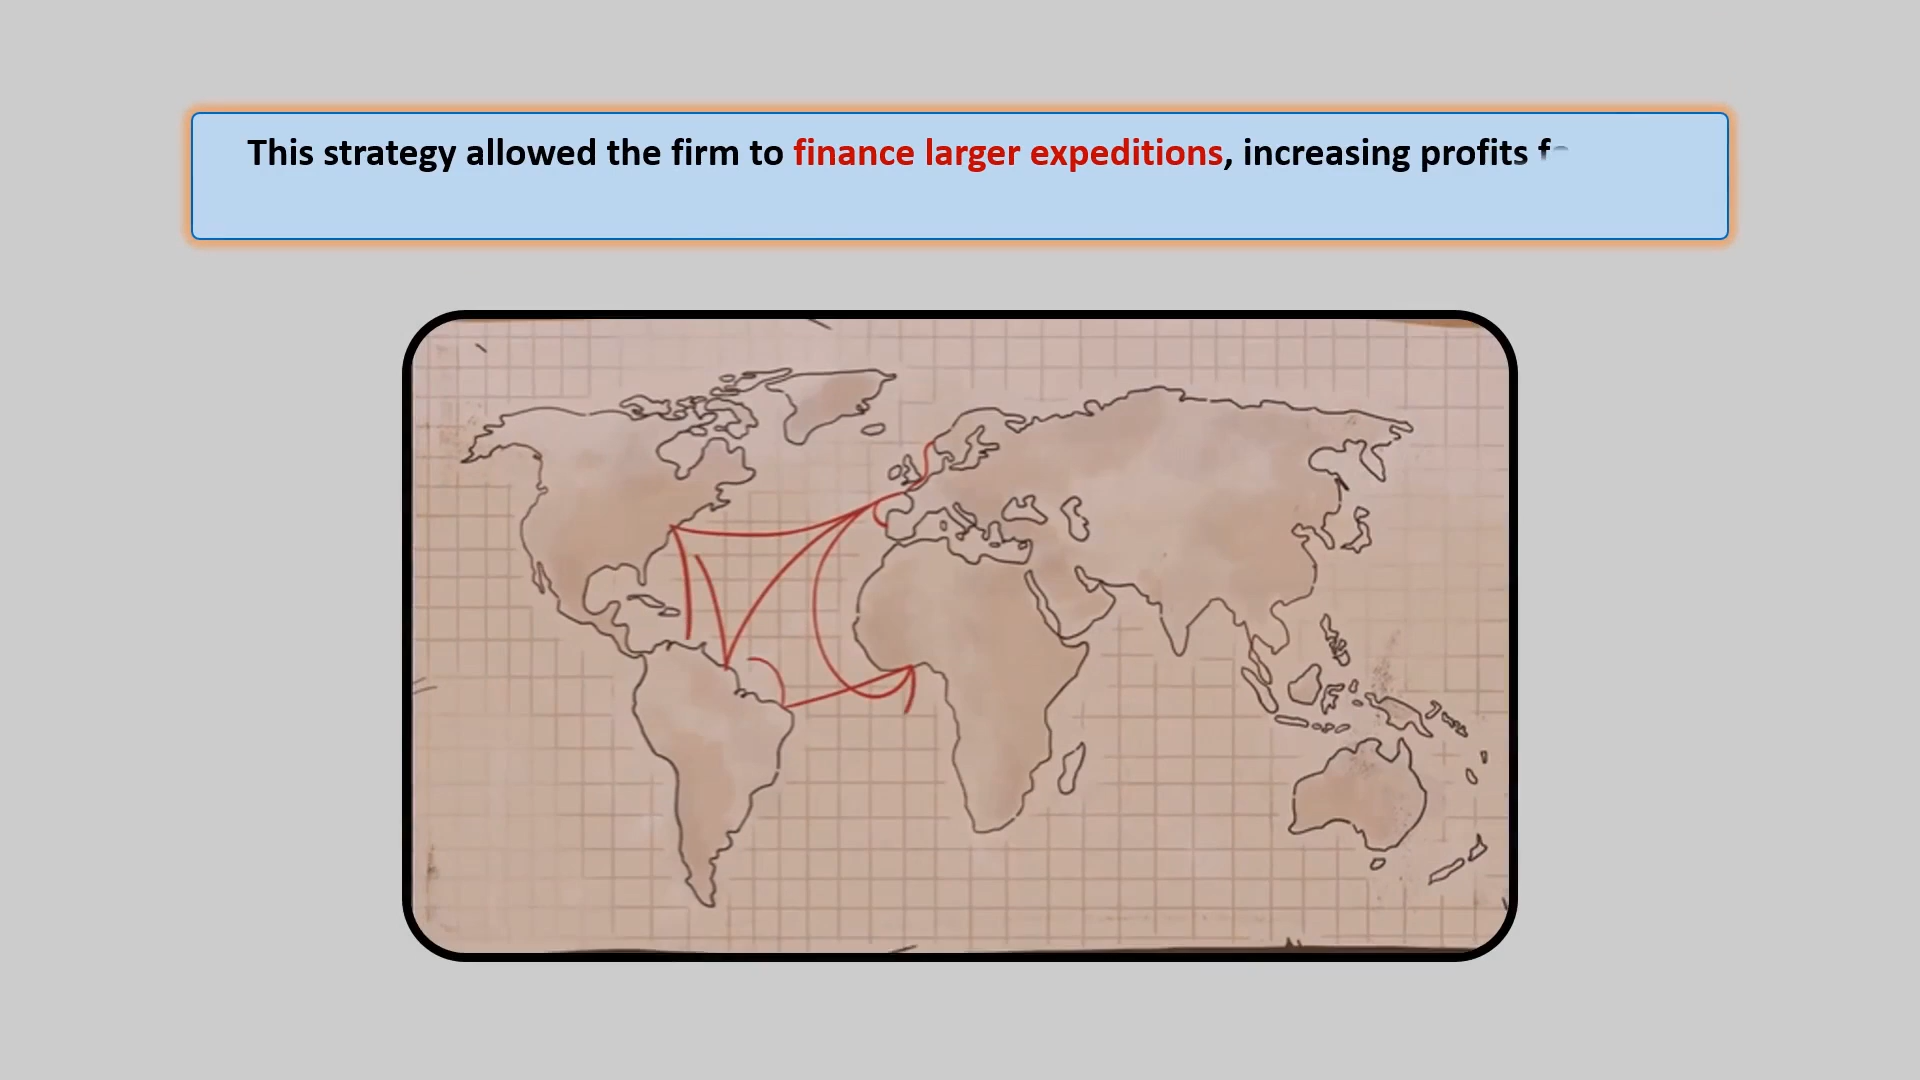 This strategy allowed the firm to finance larger expeditions, increasing profits